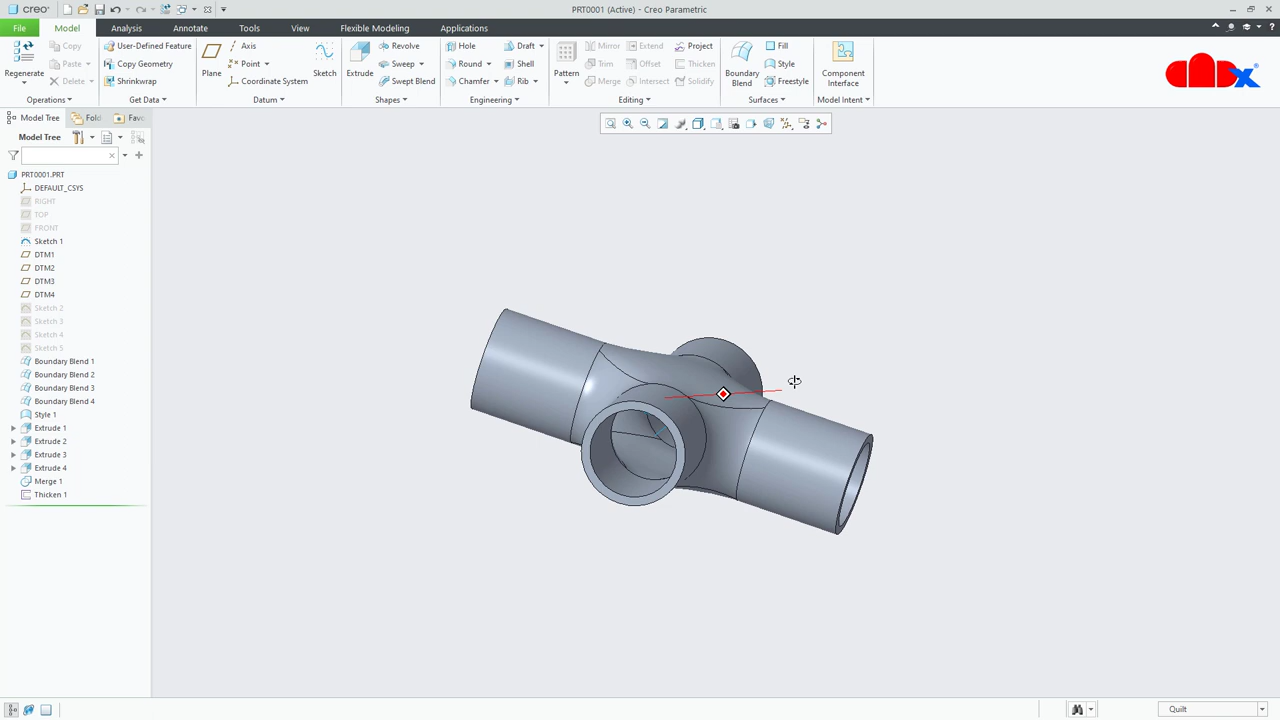 creo
PRT0001 (Active) - Creo Parametric
File Model Analysis Annotate Tools View Flexible Modeling Applications
Regenerate
Copy
Paste
Delete
Operations
User-Defined Feature
Copy Geometry
Shrinkwrap
Get Data
Plane
Axis
Point
Coordinate System
Sketch
Datum
Extrude
Revolve
Sweep
Swept Blend
Shapes
Hole
Round
Chamfer
Draft
Shell
Rib
Engineering
Pattern
Mirror
Trim
Merge
Extend
Offset
Intersect
Project
Thicken
Solidify
Editing
Boundary
Blend
Fill
Style
Freestyle
Surfaces
Component
Interface
Model Intent
CADX
Model Tree Fold Favo
Model Tree
PRT0001.PRT
DEFAULT_CSYS
RIGHT
TOP
FRONT
Sketch 1
DTM1
DTM2
DTM3
DTM4
Sketch 2
Sketch 3
Sketch 4
Sketch 5
Boundary Blend 1
Boundary Blend 2
Boundary Blend 3
Boundary Blend 4
Style 1
Extrude 1
Extrude 2
Extrude 3
Extrude 4
Merge 1
Thicken 1
Quilt